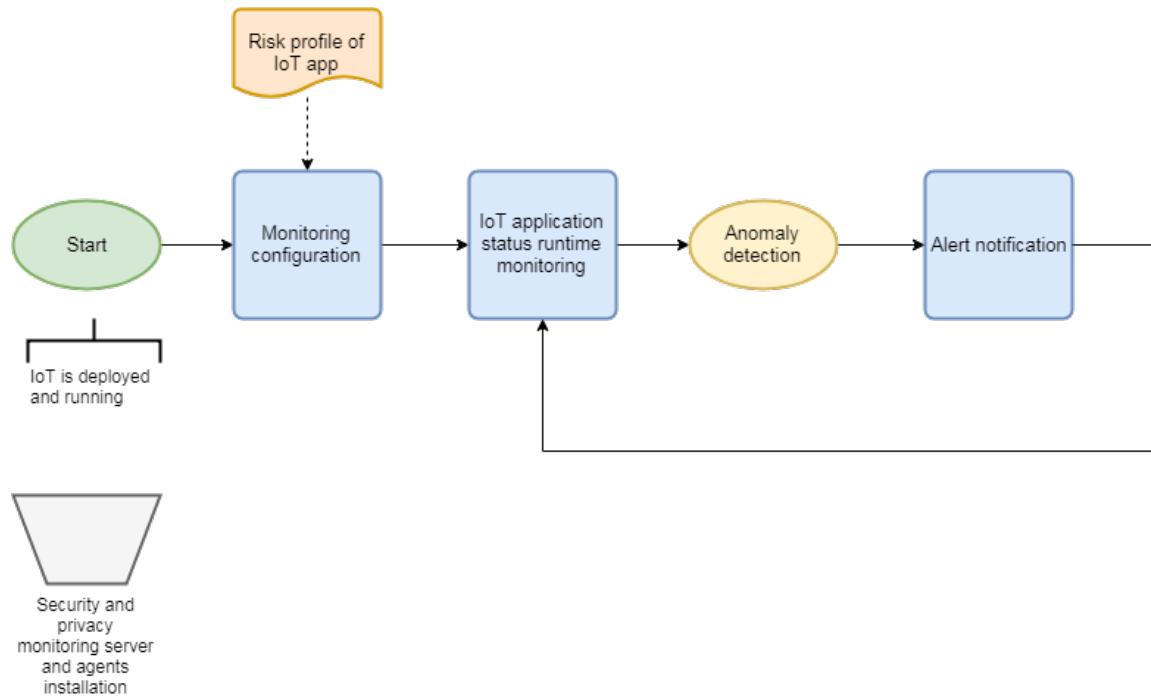 Risk profile of
IoT app
Start
Monitoring
configuration
IoT application
status runtime
monitoring
Anomaly
detection
Alert notification
IoT is deployed
and running
Security and
privacy
monitoring server
and agents
installation